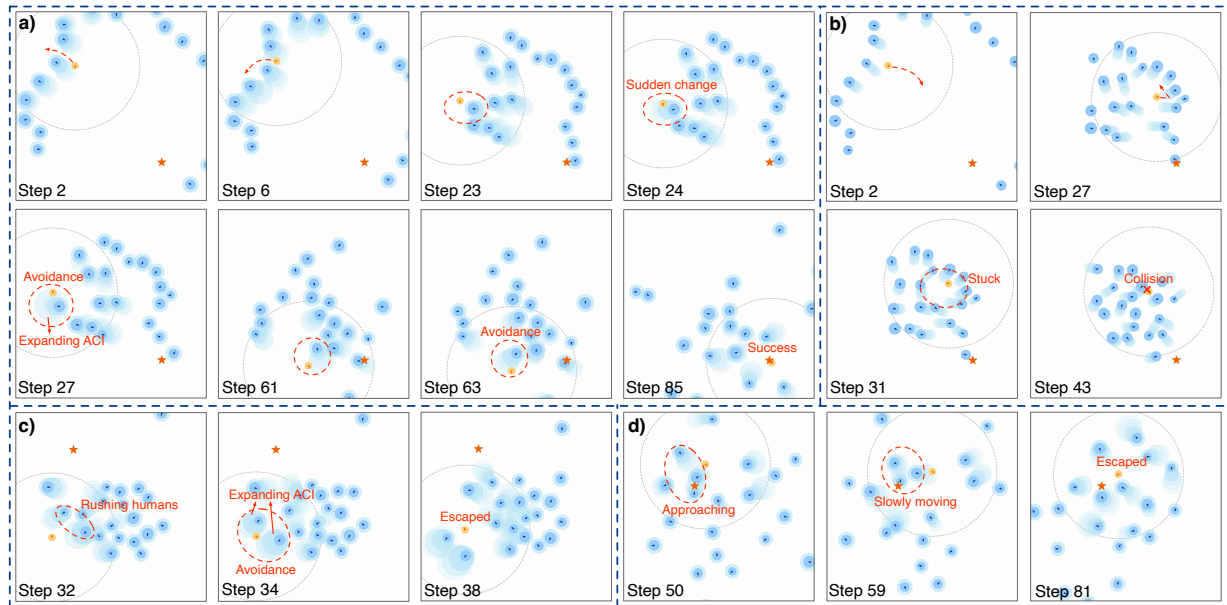 a)
Step 2
Step 6
Step 23
Sudden change
Step 24
b)
Step 2
Step 27
Avoidance
Expanding ACI
Step 27
Step 61
Avoidance
Step 63
Success
Step 85
Stuck
Step 31
Collision
Step 43
c)
Rushing humans
Step 32
Expanding ACI
Avoidance
Step 34
Escaped
Step 38
d)
Approaching
Step 50
Slowly moving
Step 59
Escaped
Step 81